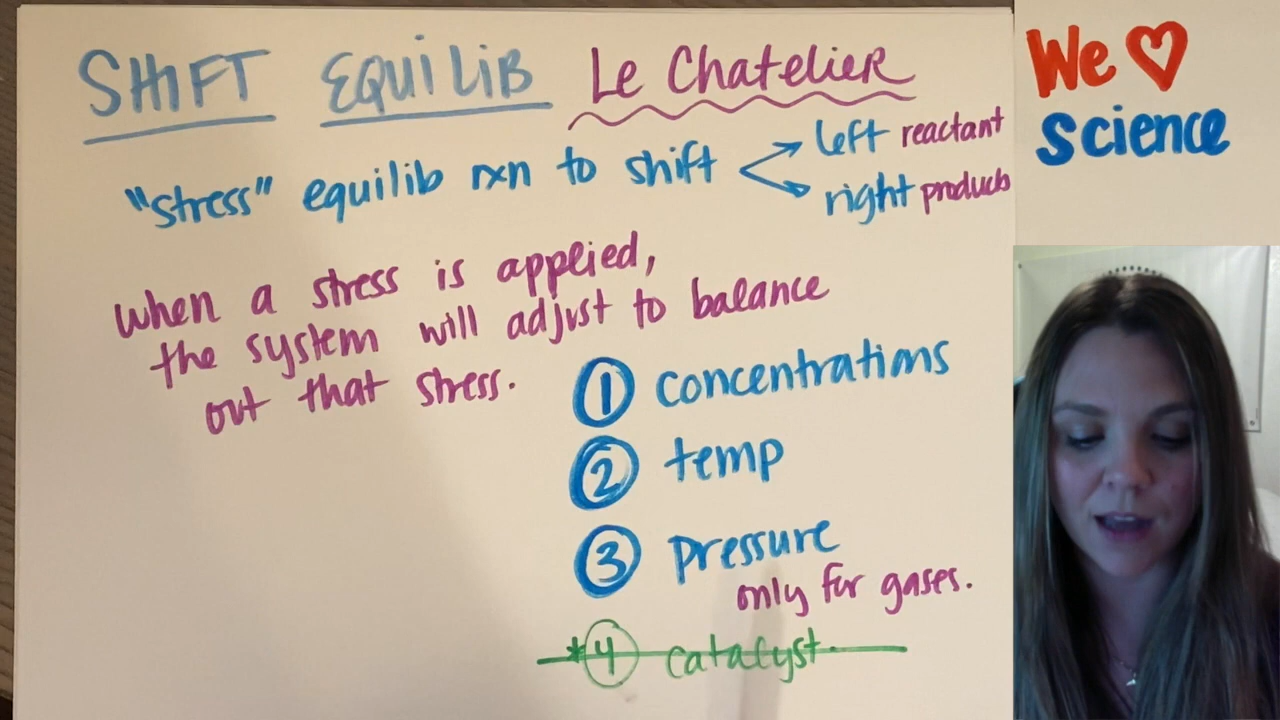 SHIFT EQUILIB Le Chatelier
"stress" equilib rxn to shift
left reactant
right products
when a stress is applied,
the system will adjust to balance
out that stress.
1 concentrations
2 temp
3 pressure
only for gases.
*4 catalyst.
We ♡
science